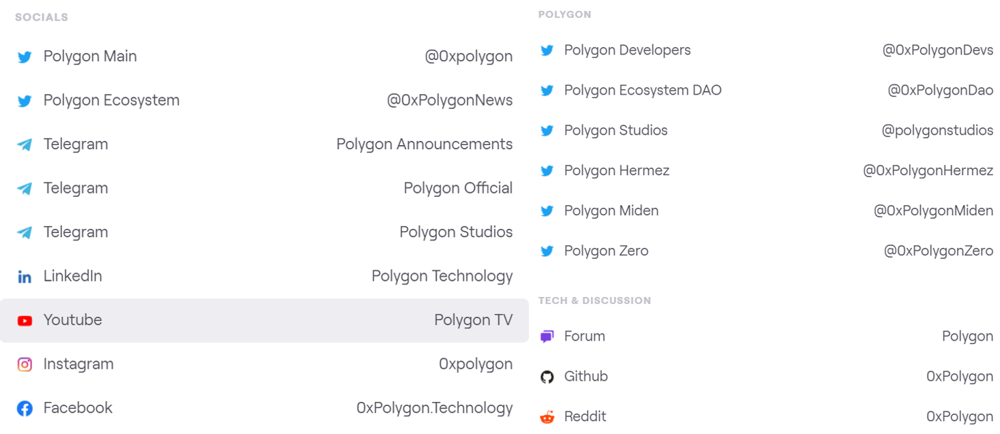 SOCIALS
Polygon Main @0xpolygon
Polygon Ecosystem @0xPolygonNews
Telegram Polygon Announcements
Telegram Polygon Official
Telegram Polygon Studios
LinkedIn Polygon Technology
Youtube Polygon TV
Instagram 0xpolygon
Facebook 0xPolygon.Technology
POLYGON
Polygon Developers @0xPolygonDevs
Polygon Ecosystem DAO @0xPolygonDao
Polygon Studios @polygonstudios
Polygon Hermez @0xPolygonHermez
Polygon Miden @0xPolygonMiden
Polygon Zero @0xPolygonZero
TECH & DISCUSSION
Forum Polygon
Github 0xPolygon
Reddit 0xPolygon